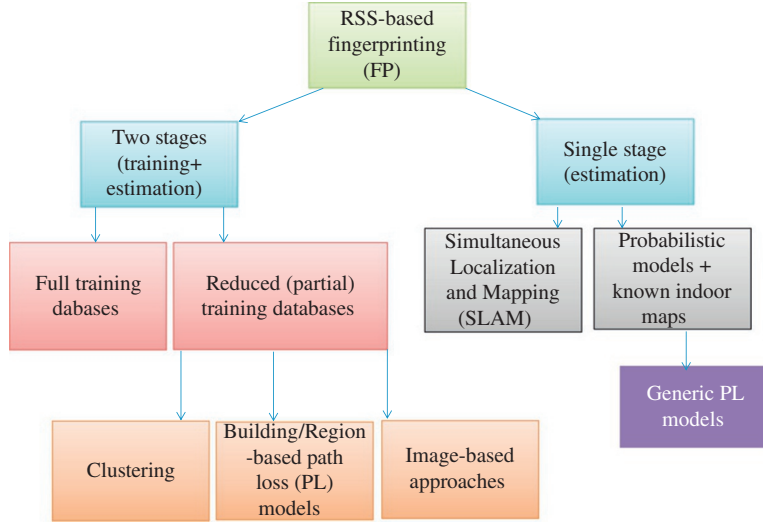 RSS-based
fingerprinting
(FP)
Two stages
(training+
estimation)
Single stage
(estimation)
Full training
dabases
Reduced (partial)
training databases
Simultaneous
Localization
and Mapping
(SLAM)
Probabilistic
models +
known indoor
maps
Generic PL
models
Clustering
Building/Region
-based path
loss (PL)
models
Image-based
approaches